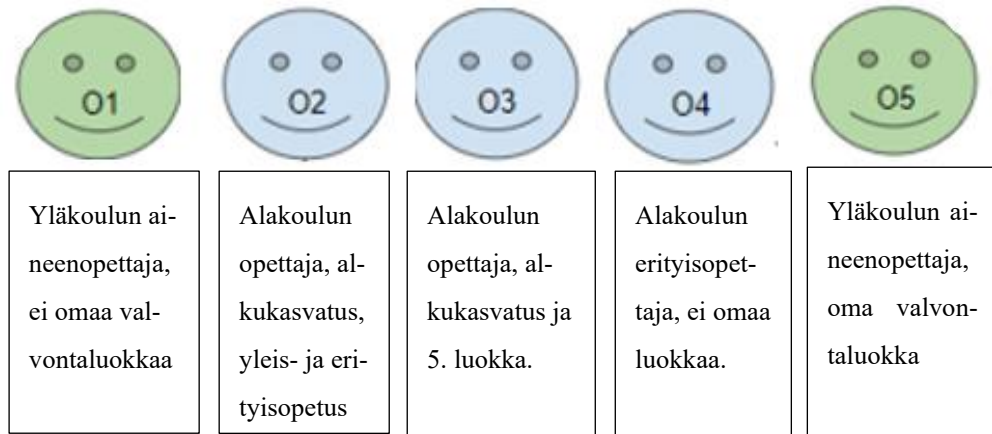 O1
O2
O3
O4
O5
Yläkoulun ai-
neenopettaja,
ei omaa val-
vontaluokkaa
Alakoulun
opettaja, al-
kukasvatus,
yleis- ja eri-
tyisopetus
Alakoulun
opettaja, al-
kukasvatus ja
5. luokka.
Alakoulun
erityisopet-
taja, ei omaa
luokkaa.
Yläkoulun ai-
neenopettaja,
oma valvon-
taluokka